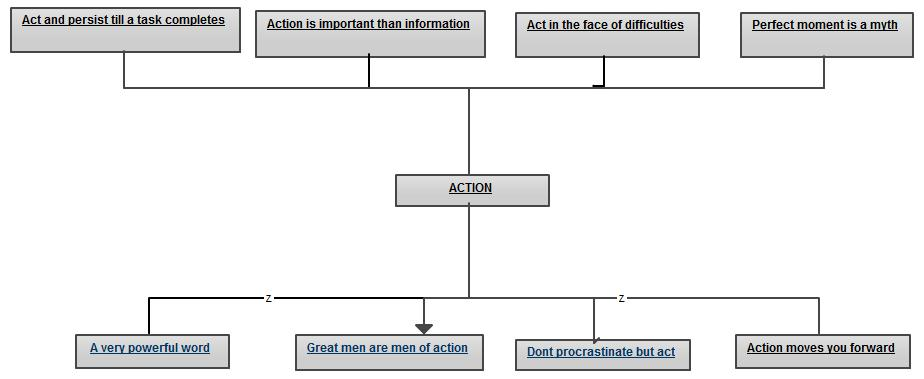 Act and persist till a task completes
Action is important than information
Act in the face of difficulties
Perfect moment is a myth
ACTION
z
z
A very powerful word
Great men are men of action
Dont procrastinate but act
Action moves you forward